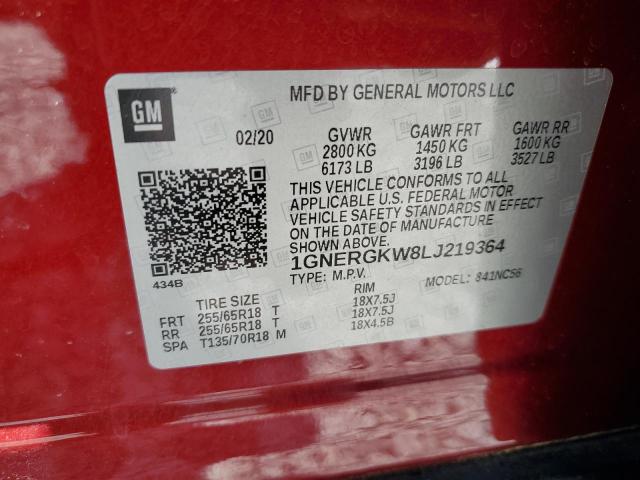 GM
MFD BY GENERAL MOTORS LLC
02/20 GVWR GAWR FRT GAWR RR
2800 KG 1450 KG 1600 KG
6173 LB 3196 LB 3527 LB
THIS VEHICLE CONFORMS TO ALL
APPLICABLE U.S. FEDERAL MOTOR
VEHICLE SAFETY STANDARDS IN EFFECT
ON THE DATE OF MANUFACTURE
SHOWN ABOVE.
1GNERGKW8LJ219364
434B TYPE: M.P.V. MODEL: 841NC56
TIRE SIZE RIM
FRT 255/65R18 T 18X7.5J
RR 255/65R18 T 18X7.5J
SPA T135/70R18 M 18X4.5B